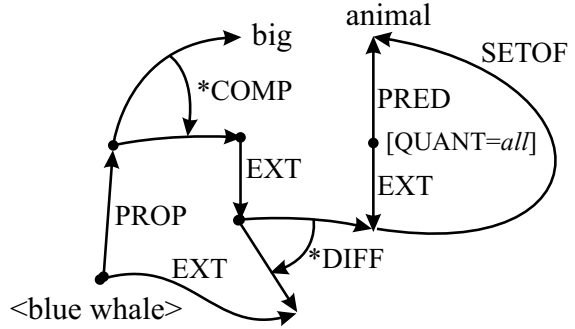 big
animal
SETOF
*COMP
PRED
[QUANT=all]
EXT
EXT
PROP
*DIFF
EXT
<blue whale>